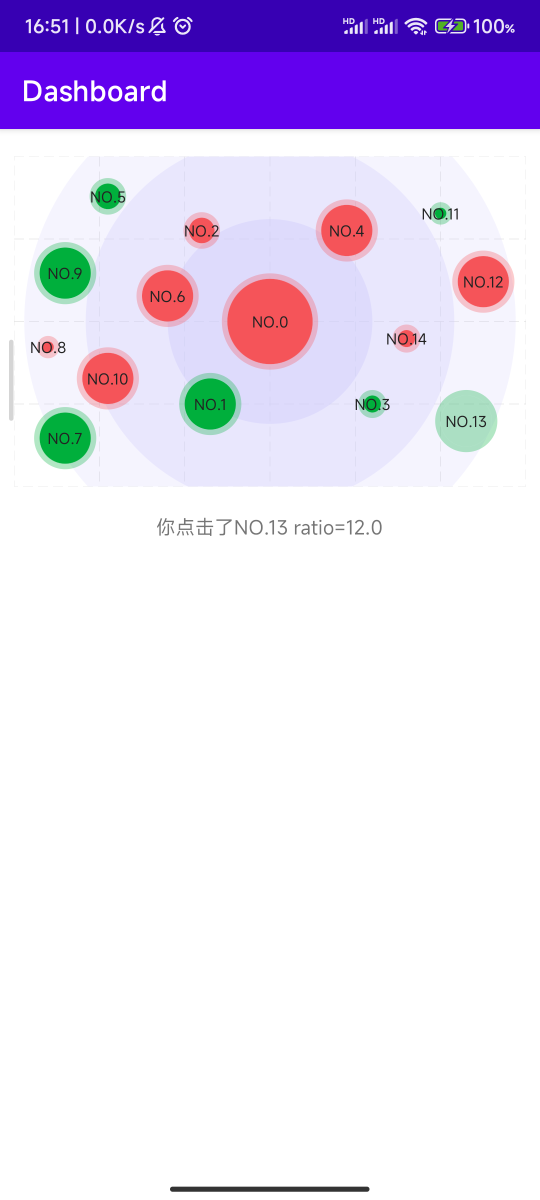 16:51 | 0.0K/s HD HD 100%
Dashboard
NO.5
NO.11
NO.2
NO.4
NO.9
NO.12
NO.6
NO.0
NO.14
NO.8
NO.10
NO.1
NO.3
NO.13
NO.7
你点击了NO.13 ratio=12.0